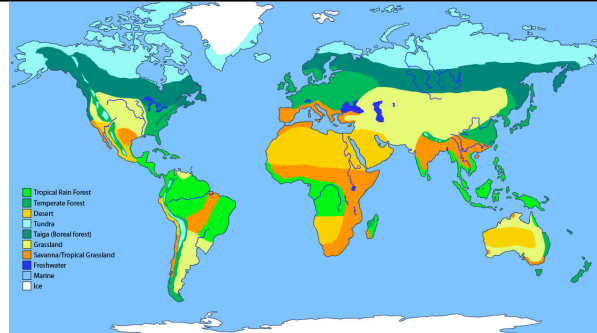 Tropical Rain Forest
Temperate Forest
Desert
Tundra
Taiga (Boreal forest)
Grassland
Savanna/Tropical Grassland
Freshwater
Marine
Ice